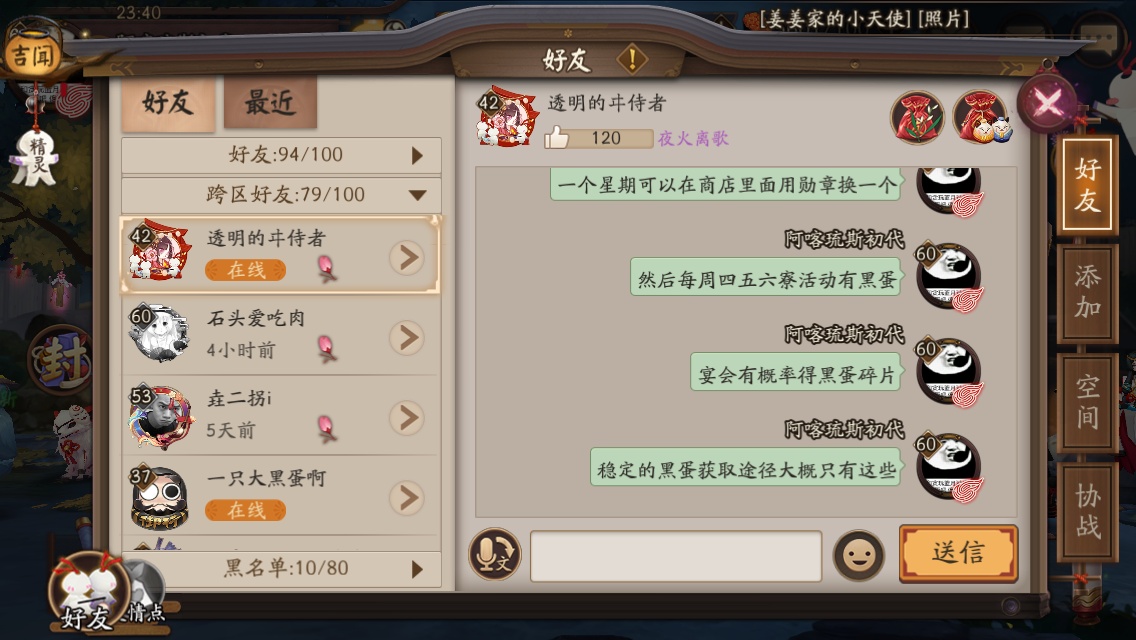 23:40
[姜姜家的小天使][照片]
吉闻
精灵
好友
!
好友
最近
好友:94/100
跨区好友:79/100
42
透明的ヰ侍者
在线
60
石头爱吃肉
4小时前
53
垚二拐i
5天前
37
一只大黑蛋啊
在线
黑名单:10/80
42
透明的ヰ侍者
120
夜火离歌
一个星期可以在商店里面用勋章换一个
阿喀琉斯初代
60
然后每周四五六寮活动有黑蛋
阿喀琉斯初代
60
宴会有概率得黑蛋碎片
阿喀琉斯初代
60
稳定的黑蛋获取途径大概只有这些
文
送信
好友
添加
空间
协战
封
好友
情点